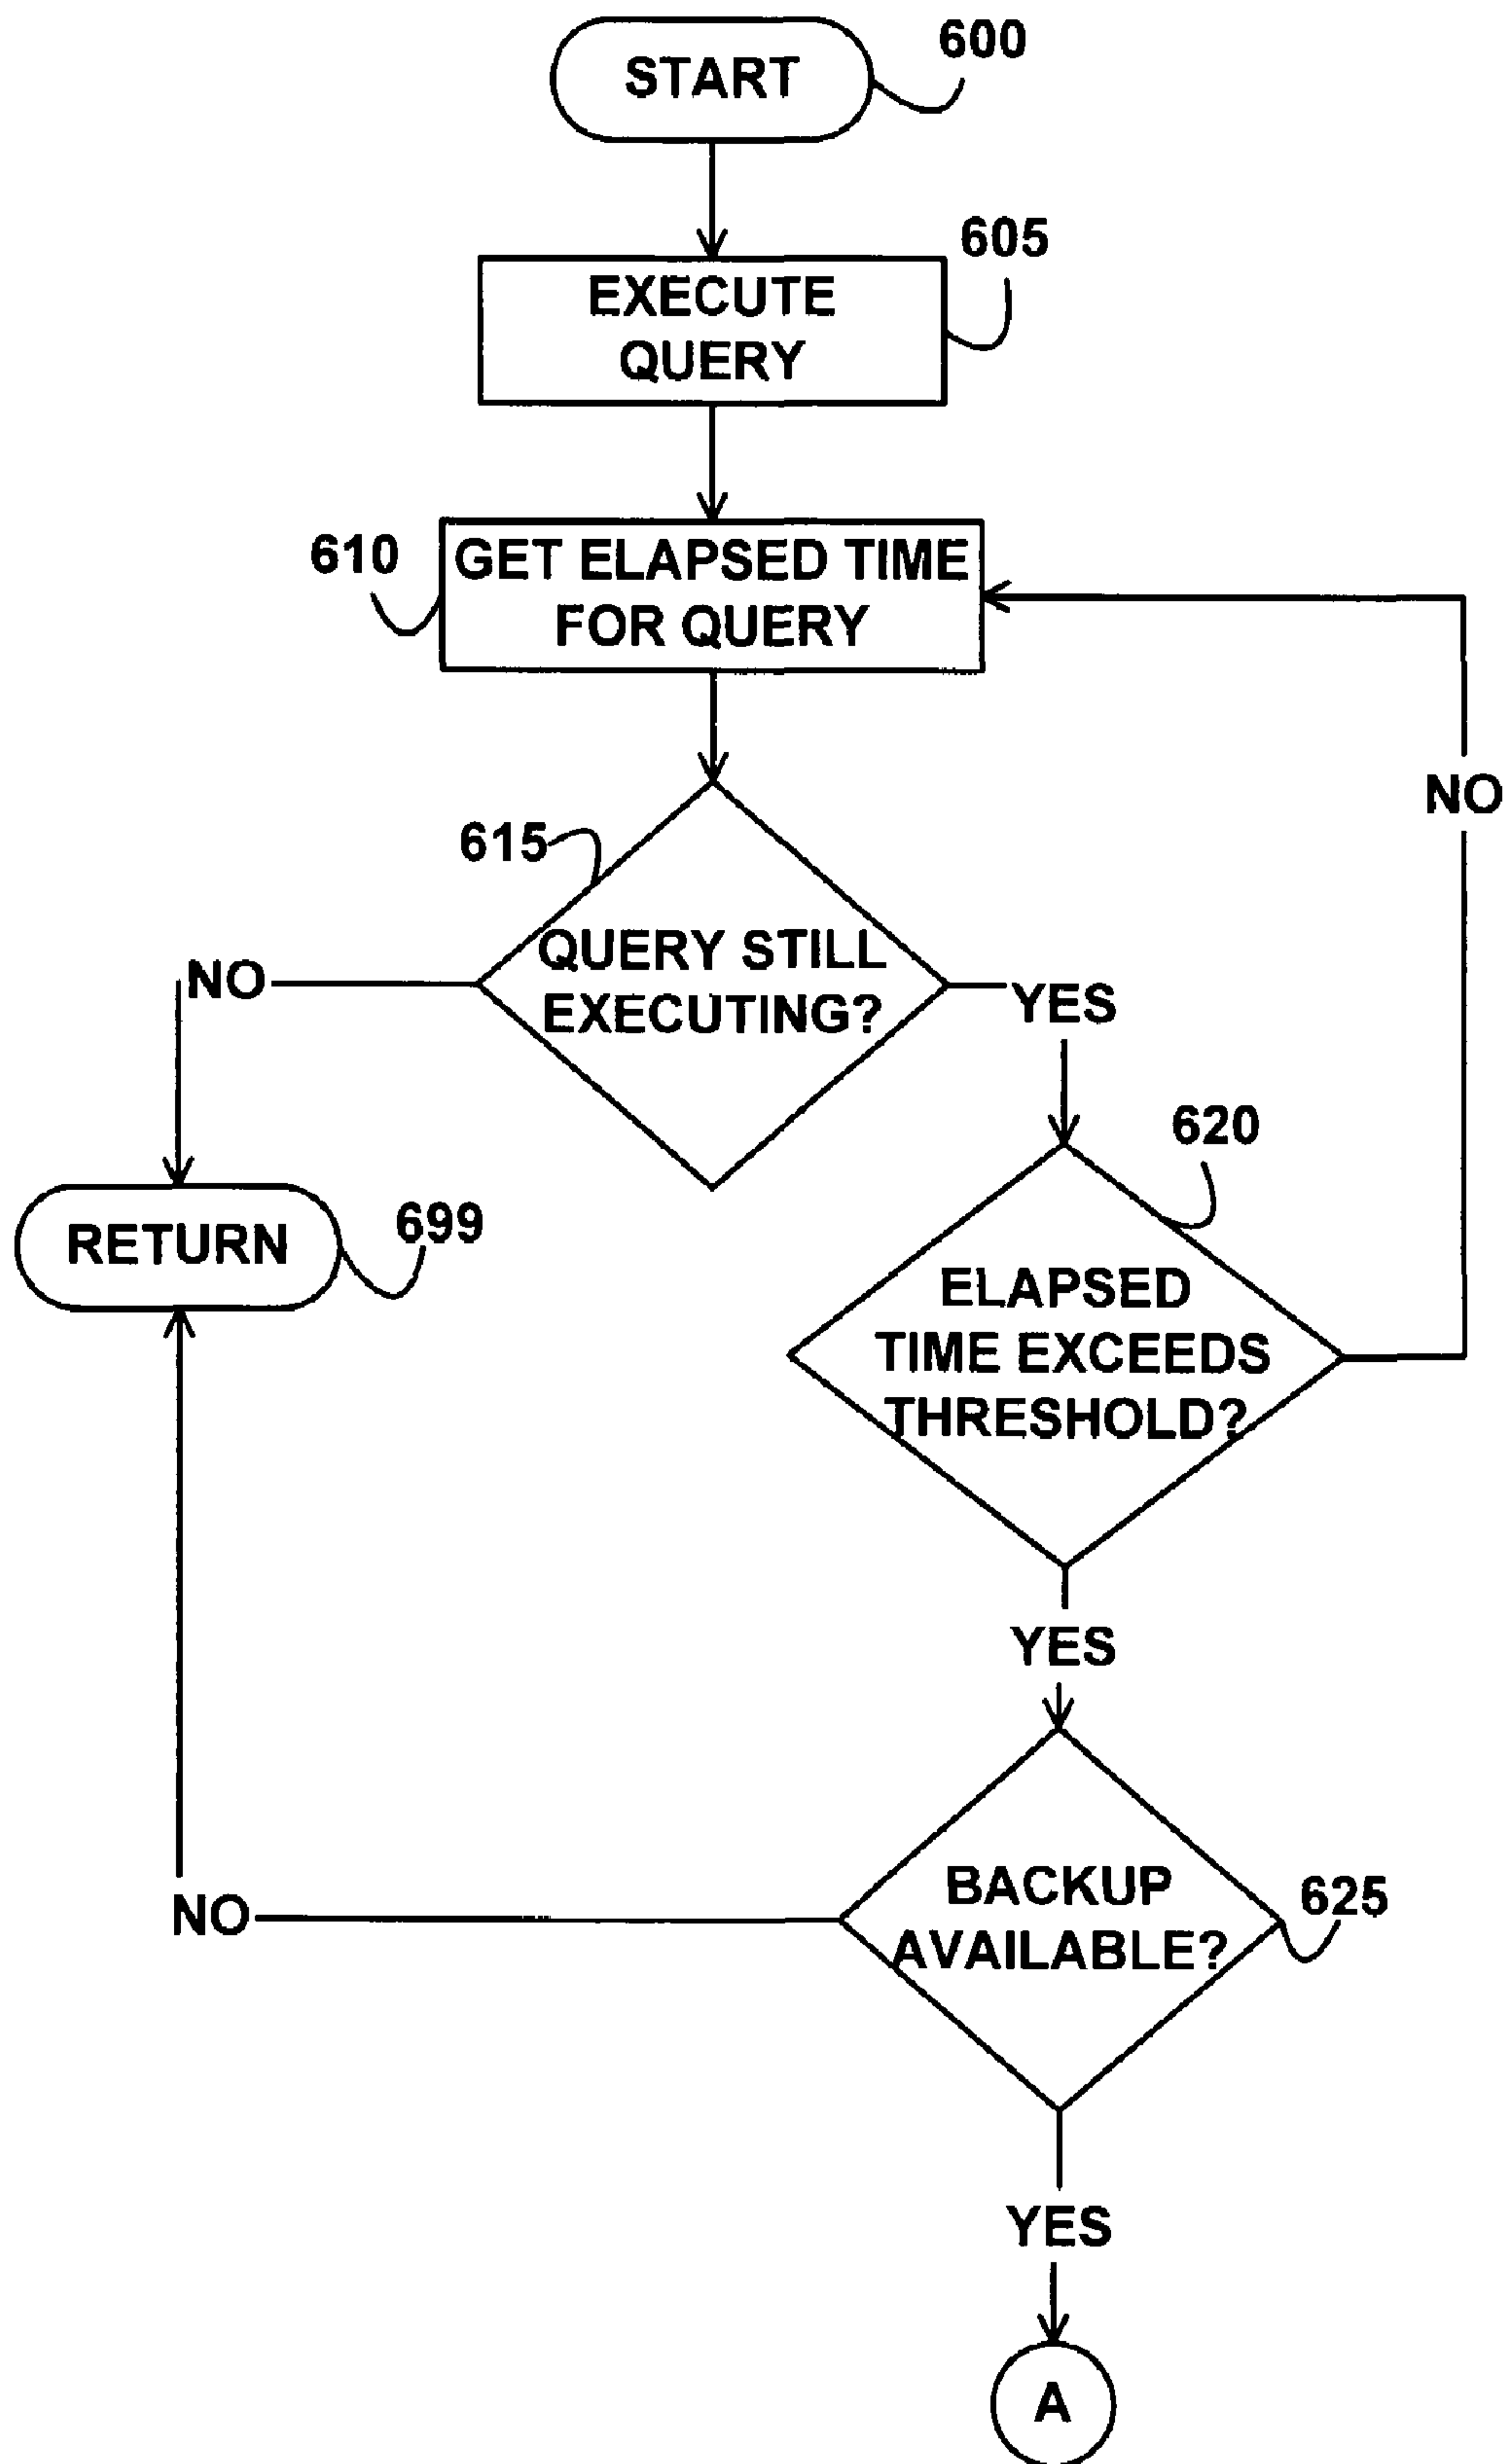 START
600
605
EXECUTE
QUERY
610
GET ELAPSED TIME
FOR QUERY
NO
615
QUERY STILL
EXECUTING?
NO
YES
620
RETURN
699
ELAPSED
TIME EXCEEDS
THRESHOLD?
YES
BACKUP
AVAILABLE?
625
NO
YES
A